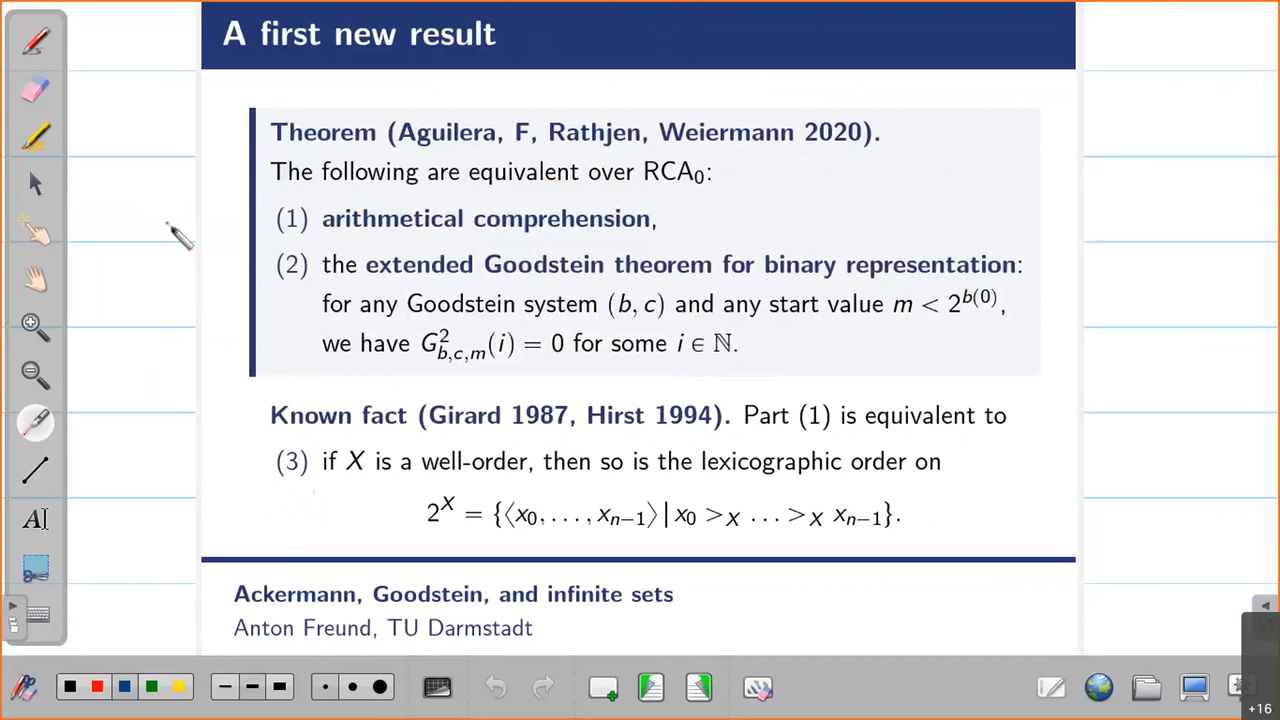 A first new result
Theorem (Aguilera, F, Rathjen, Weiermann 2020).
The following are equivalent over RCA₀:
(1) arithmetical comprehension,
(2) the extended Goodstein theorem for binary representation:
for any Goodstein system (b, c) and any start value m < 2^{b(0)},
we have G²_{b,c,m}(i) = 0 for some i ∈ ℕ.
Known fact (Girard 1987, Hirst 1994). Part (1) is equivalent to
(3) if X is a well-order, then so is the lexicographic order on
2^X = {⟨x₀, …, x_{n−1}⟩ | x₀ >_X … >_X x_{n−1}}.
Ackermann, Goodstein, and infinite sets
Anton Freund, TU Darmstadt
A
+16